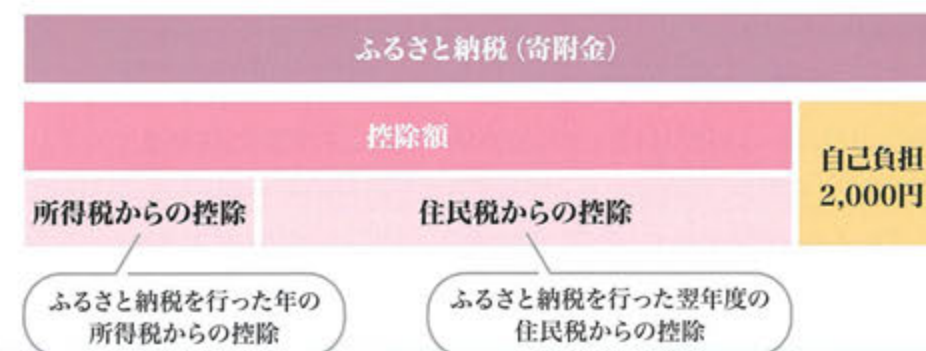 ふるさと納税（寄附金）
控除額
自己負担
2,000円
所得税からの控除
住民税からの控除
ふるさと納税を行った年の
所得税からの控除
ふるさと納税を行った翌年度の
住民税からの控除